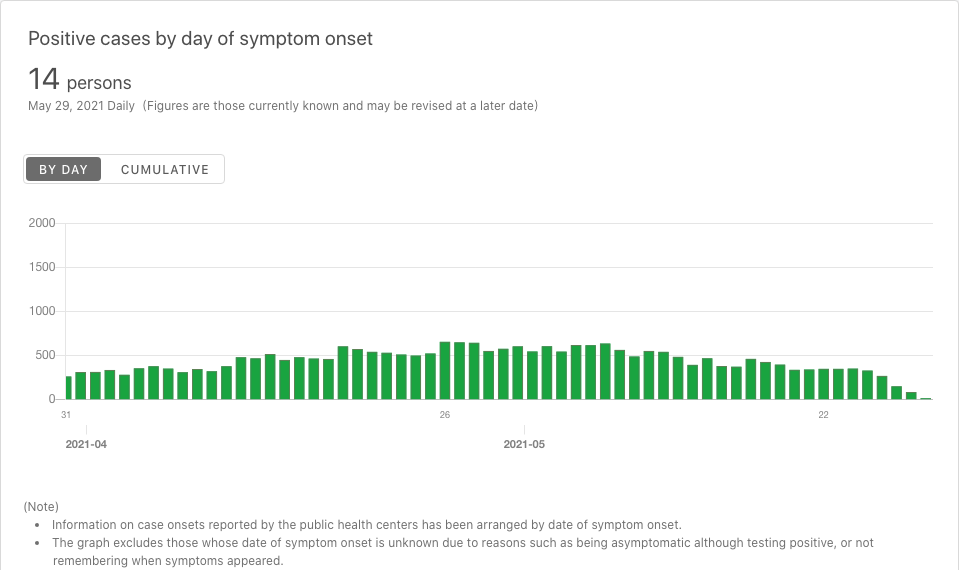 Positive cases by day of symptom onset
14 persons
May 29, 2021 Daily (Figures are those currently known and may be revised at a later date)
BY DAY CUMULATIVE
2000
1500
1000
500
0
31 26 22
2021-04 2021-05
(Note)
• Information on case onsets reported by the public health centers has been arranged by date of symptom onset.
• The graph excludes those whose date of symptom onset is unknown due to reasons such as being asymptomatic although testing positive, or not
remembering when symptoms appeared.